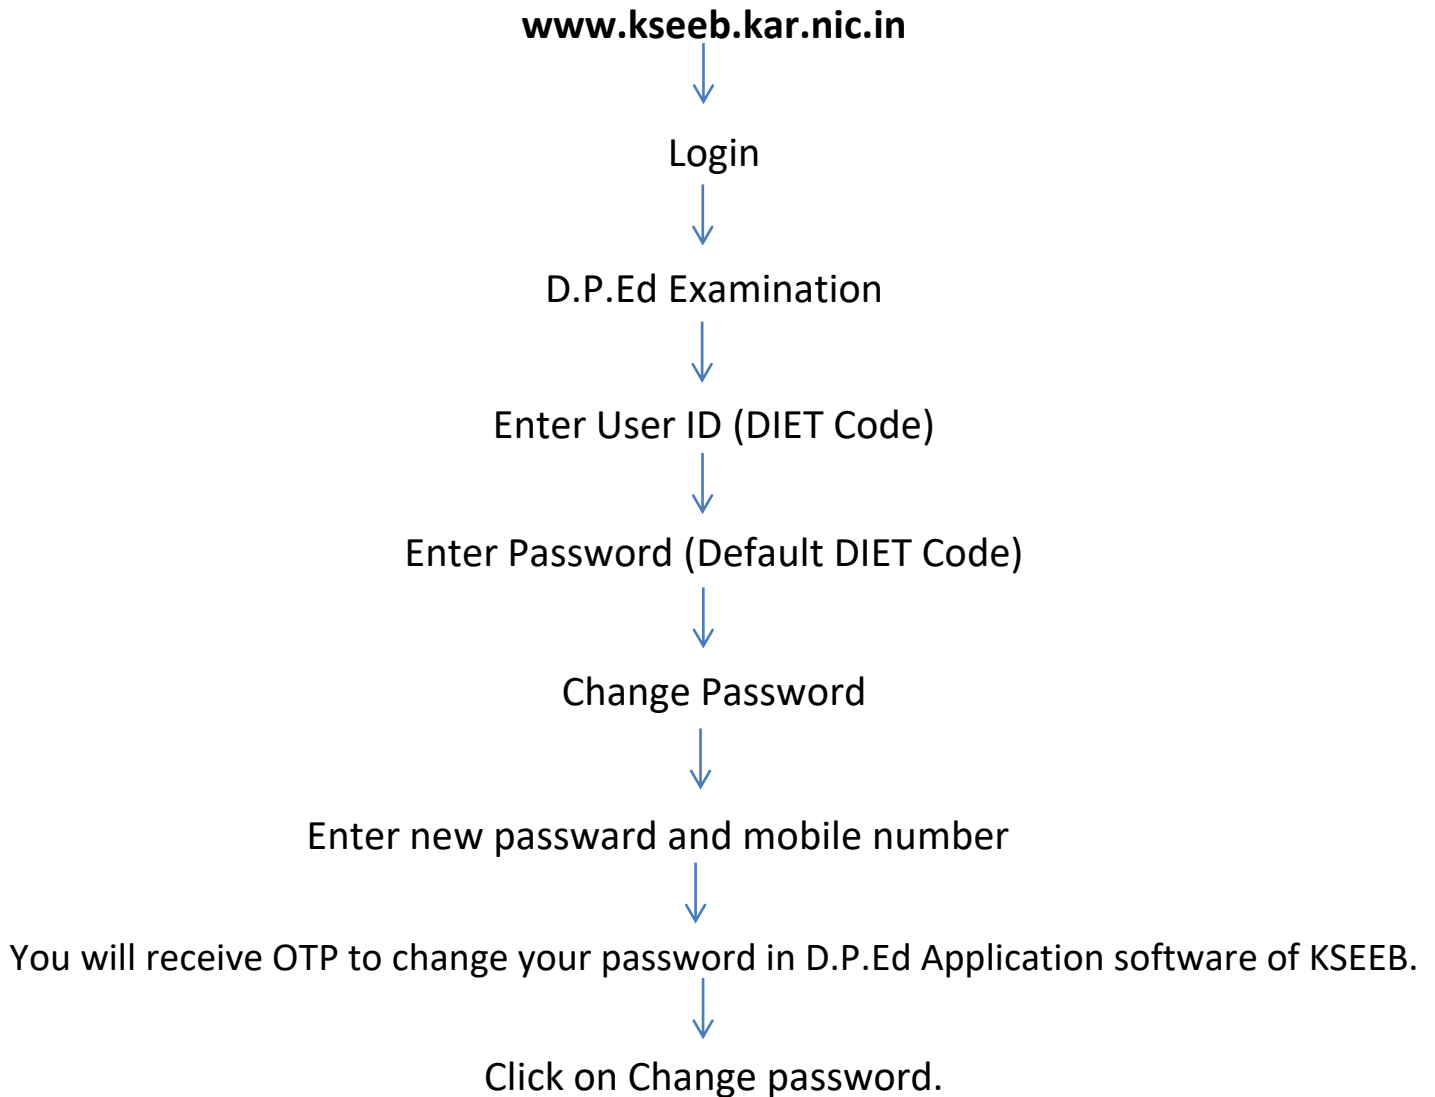 www.kseeb.kar.nic.in
Login
D.P.Ed Examination
Enter User ID (DIET Code)
Enter Password (Default DIET Code)
Change Password
Enter new passward and mobile number
You will receive OTP to change your password in D.P.Ed Application software of KSEEB.
Click on Change password.